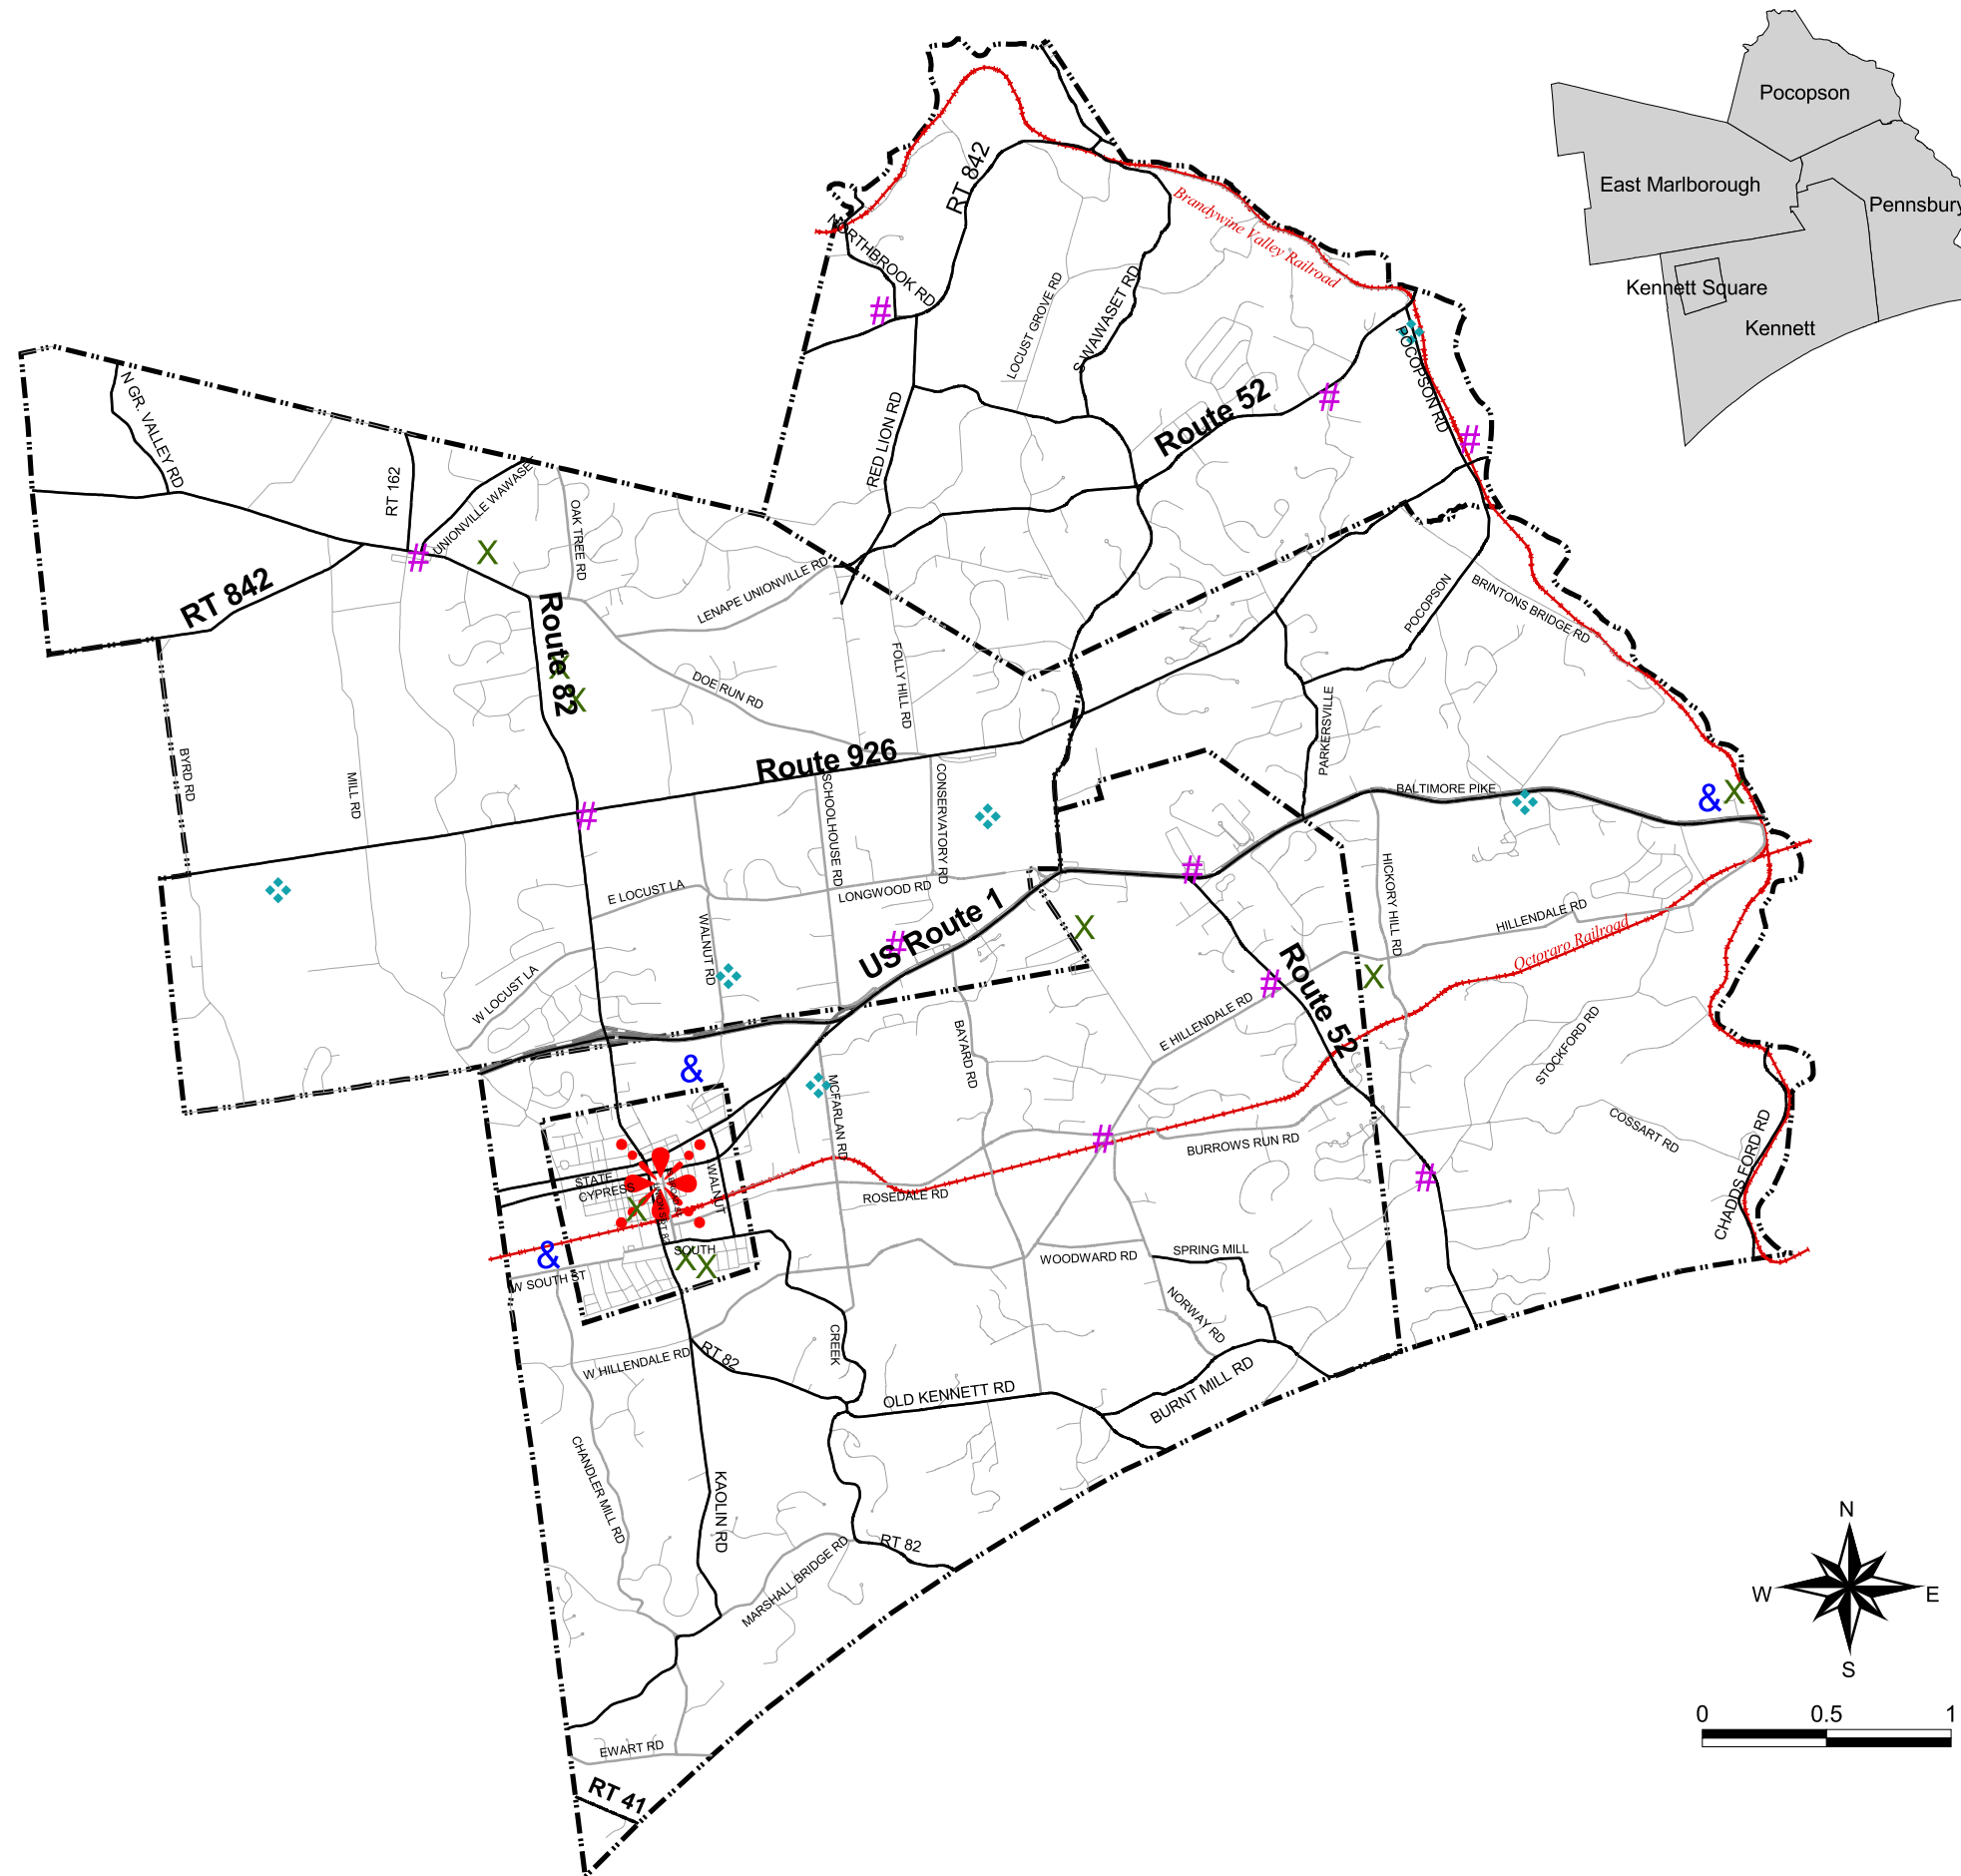 Pocopson
East Marlborough
Pennsbury
Kennett Square
Kennett
RT 842
NORTHBROOK RD
Brandywine Valley Railroad
LOCUST GROVE RD
S WAWASET RD
POCOPSON RD
N GR. VALLEY RD
RED LION RD
Route 52
RT 162
UNIONVILLE WAWASET
OAK TREE RD
RT 842
Route 82
LENAPE UNIONVILLE RD
POCOPSON
BRINTONS BRIDGE RD
FOLLY HILL RD
DOE RUN RD
PARKERSVILLE
BYRD RD
MILL RD
Route 926
SCHOOLHOUSE RD
CONSERVATORY RD
BALTIMORE PIKE
&
E LOCUST LA
LONGWOOD RD
HICKORY HILL RD
HILLENDALE RD
WALNUT RD
US Route 1
Octoraro Railroad
W LOCUST LA
Route 52
E HILLENDALE RD
BAYARD RD
STOCKFORD RD
&
MCFARLAN RD
COSSART RD
BURROWS RUN RD
CHADDS FORD RD
STATE
CYPRESS
WALNUT
ROSEDALE RD
&
SOUTH
W SOUTH ST
WOODWARD RD
SPRING MILL
NORWAY RD
CREEK
RT 82
W HILLENDALE RD
OLD KENNETT RD
BURNT MILL RD
CHANDLER MILL RD
KAOLIN RD
RT 82
MARSHALL BRIDGE RD
EWART RD
RT 41
N
W
E
S
0
0.5
1